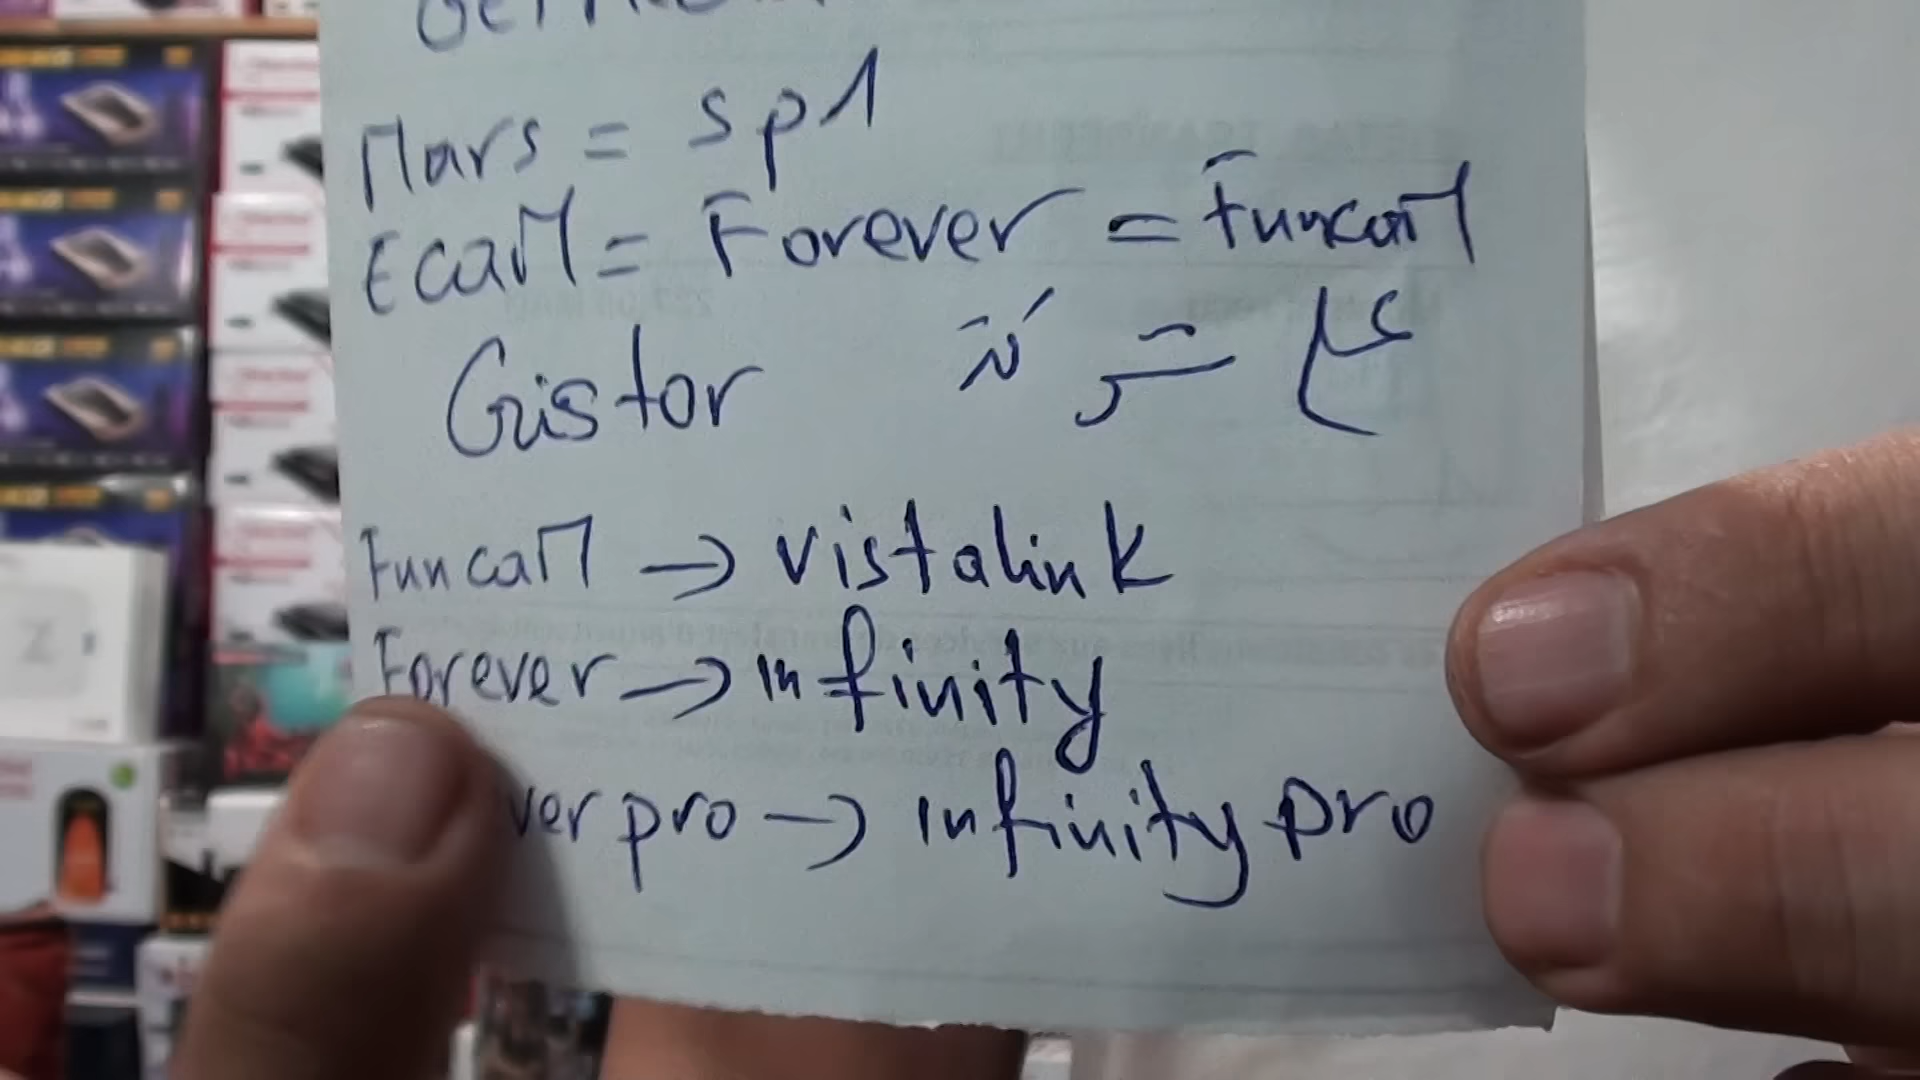 Mars = sp1
Ecam = Forever = Funcam
Gistor
Funcam → vistalink
Forever → infinity
ver pro → infinity pro